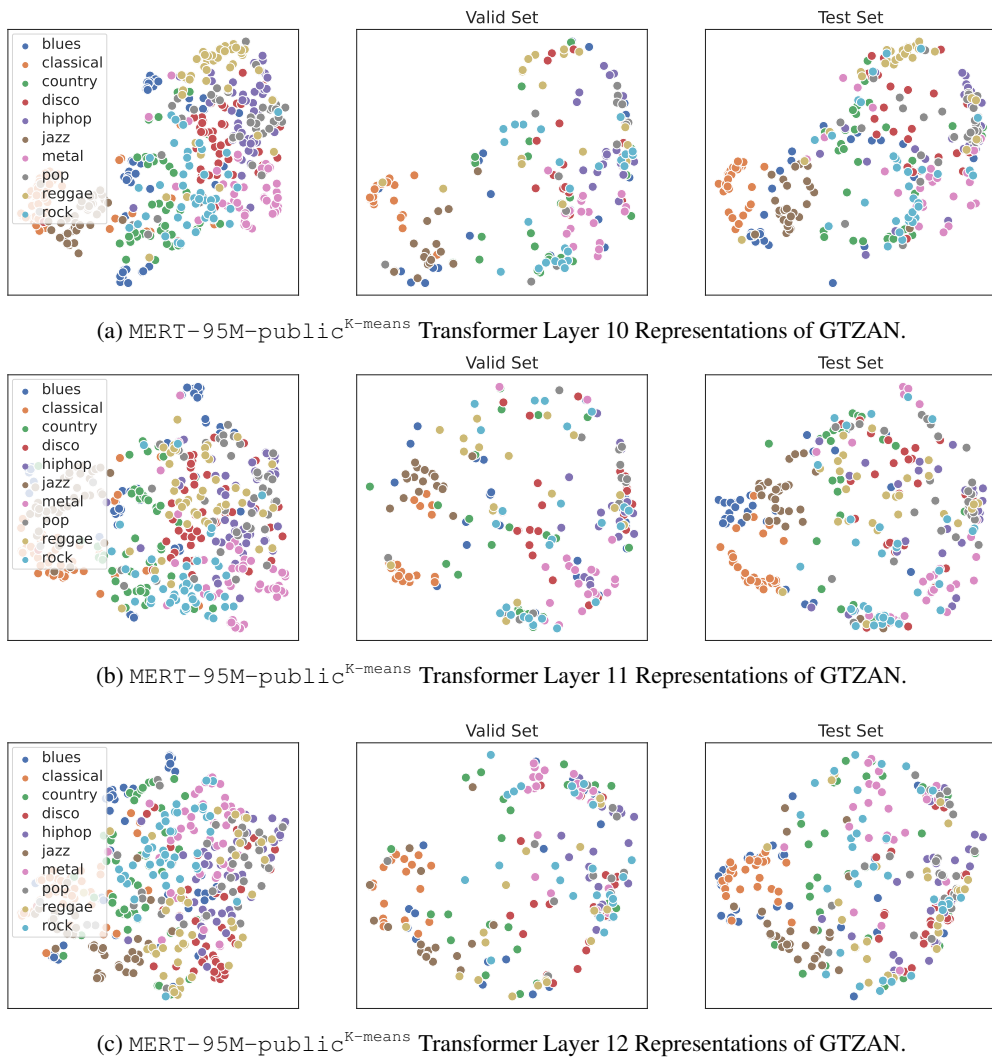 Valid Set
Test Set
blues
classical
country
disco
hiphop
jazz
metal
pop
reggae
rock
(a) MERT-95M-public^K-means Transformer Layer 10 Representations of GTZAN.
Valid Set
Test Set
blues
classical
country
disco
hiphop
jazz
metal
pop
reggae
rock
(b) MERT-95M-public^K-means Transformer Layer 11 Representations of GTZAN.
Valid Set
Test Set
blues
classical
country
disco
hiphop
jazz
metal
pop
reggae
rock
(c) MERT-95M-public^K-means Transformer Layer 12 Representations of GTZAN.